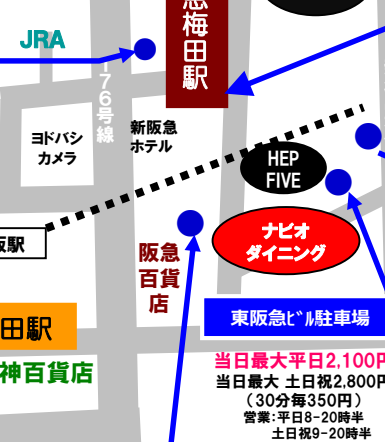 JRA
急梅田駅
176号線
新阪急
ホテル
ヨドバシ
カメラ
HEP
FIVE
阪駅
ナビオ
ダイニング
阪急
百貨
店
東阪急ﾋﾞﾙ駐車場
田駅
神百貨店
当日最大平日2,100円
当日最大 土日祝2,800円
（30分毎350円）
営業:平日8-20時半
土日祝9-20時半